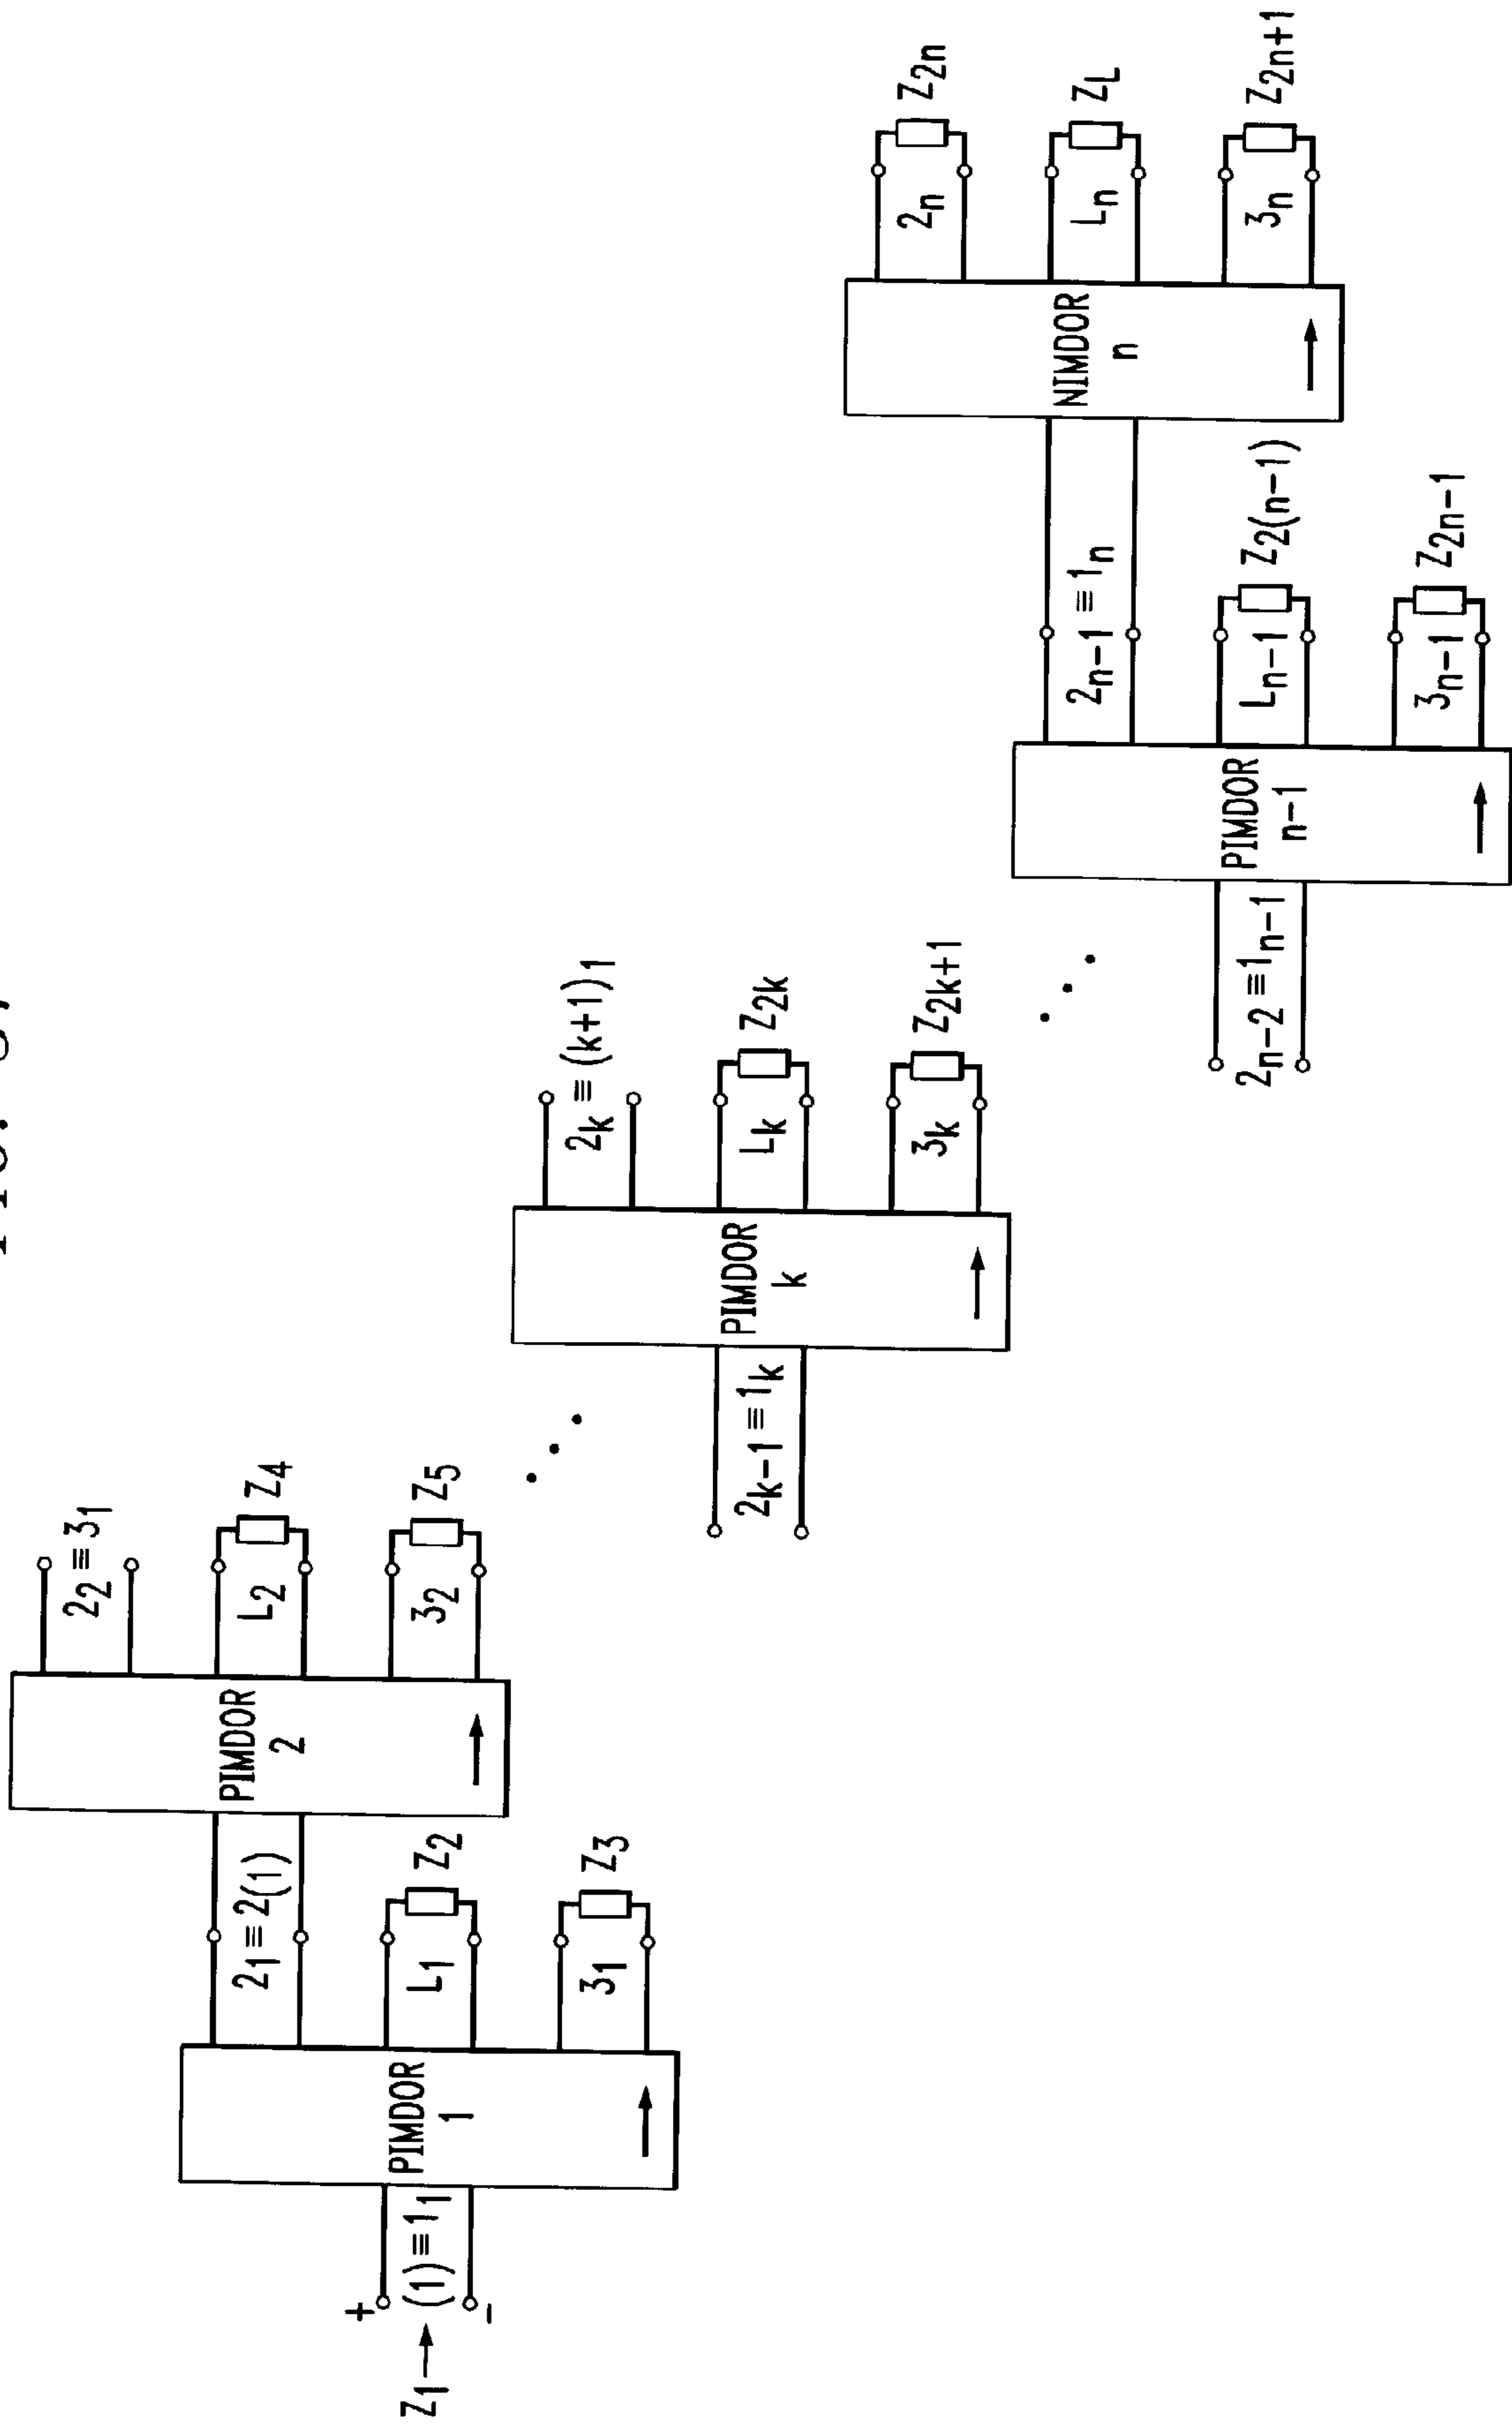 Z1 → + (1) ≡ 11 -
PIMDOR
1
21 ≡ 2(1)
L1 Z2
31 Z3
PIMDOR
2
22 ≡ 31
L2 Z4
32 Z5
2k-1 ≡ 1k
PIMDOR
k
2k ≡ (k+1)1
Lk Z2k
3k Z2k+1
2n-2 ≡ 1n-1
PIMDOR
n-1
2n-1 ≡ 1n
Ln-1 Z2(n-1)
3n-1 Z2n-1
NIMDOR
n
2n Z2n
Ln ZL
3n Z2n+1